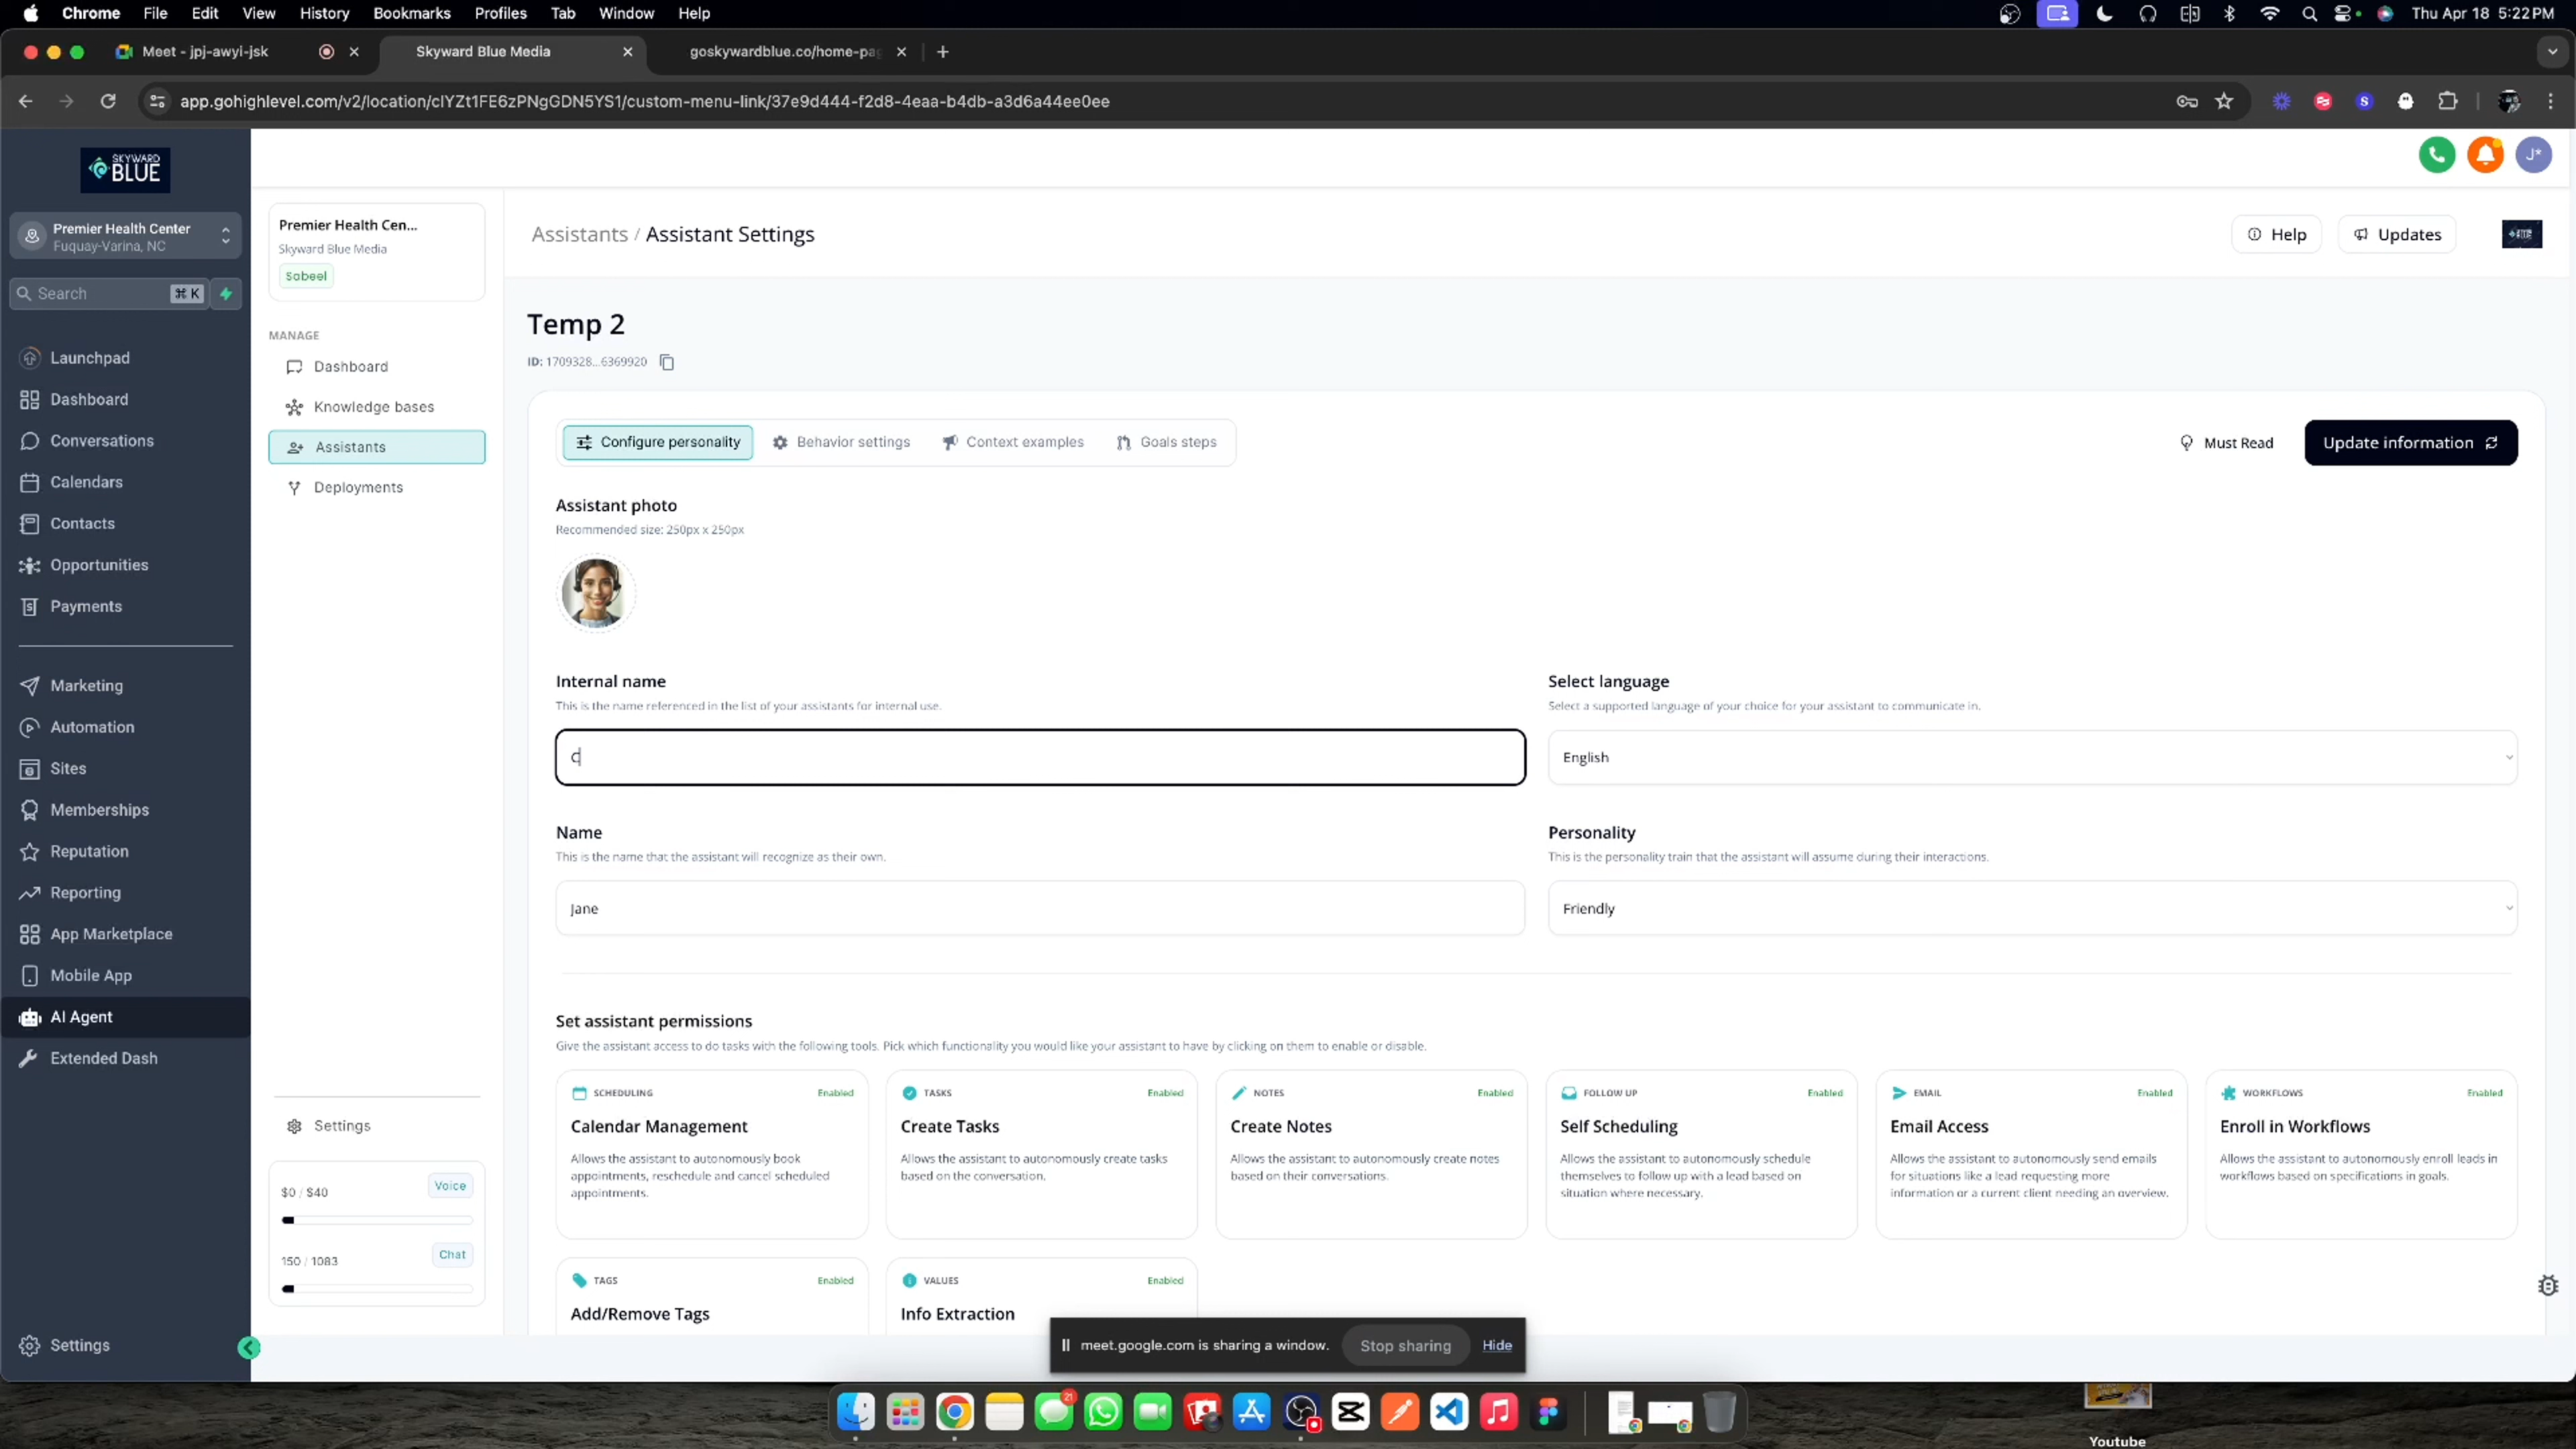 Chrome File Edit View History Bookmarks Profiles Tab Window Help
Thu Apr 18 5:22PM
Meet - jpj-awyi-jsk
Skyward Blue Media
goskywardblue.co/home-pag
app.gohighlevel.com/v2/location/cIYZt1FE6zPNgGDN5YS1/custom-menu-link/37e9d444-f2d8-4eaa-b4db-a3d6a44ee0ee
SKYWARD
BLUE
Premier Health Center
Fuquay-Varina, NC
Search ⌘ K
Launchpad
Dashboard
Conversations
Calendars
Contacts
Opportunities
Payments
Marketing
Automation
Sites
Memberships
Reputation
Reporting
App Marketplace
Mobile App
AI Agent
Extended Dash
Settings
Premier Health Cen...
Skyward Blue Media
Sabeel
MANAGE
Dashboard
Knowledge bases
Assistants
Deployments
Settings
$0 / $40 Voice
150 / 1083 Chat
J*
Assistants / Assistant Settings
Help
Updates
Temp 2
ID: 1709328...6369920
Configure personality
Behavior settings
Context examples
Goals steps
Must Read
Update information
Assistant photo
Recommended size: 250px x 250px
Internal name
This is the name referenced in the list of your assistants for internal use.
C
Select language
Select a supported language of your choice for your assistant to communicate in.
English
Name
This is the name that the assistant will recognize as their own.
Jane
Personality
This is the personality train that the assistant will assume during their interactions.
Friendly
Set assistant permissions
Give the assistant access to do tasks with the following tools. Pick which functionality you would like your assistant to have by clicking on them to enable or disable.
SCHEDULING Enabled
Calendar Management
Allows the assistant to autonomously book
appointments, reschedule and cancel scheduled
appointments.
TASKS Enabled
Create Tasks
Allows the assistant to autonomously create tasks
based on the conversation.
NOTES Enabled
Create Notes
Allows the assistant to autonomously create notes
based on their conversations.
FOLLOW UP Enabled
Self Scheduling
Allows the assistant to autonomously schedule
themselves to follow up with a lead based on
situation where necessary.
EMAIL Enabled
Email Access
Allows the assistant to autonomously send emails
for situations like a lead requesting more
information or a current client needing an overview.
WORKFLOWS Enabled
Enroll in Workflows
Allows the assistant to autonomously enroll leads in
workflows based on specifications in goals.
TAGS Enabled
Add/Remove Tags
VALUES Enabled
Info Extraction
meet.google.com is sharing a window. Stop sharing Hide
21
Youtube